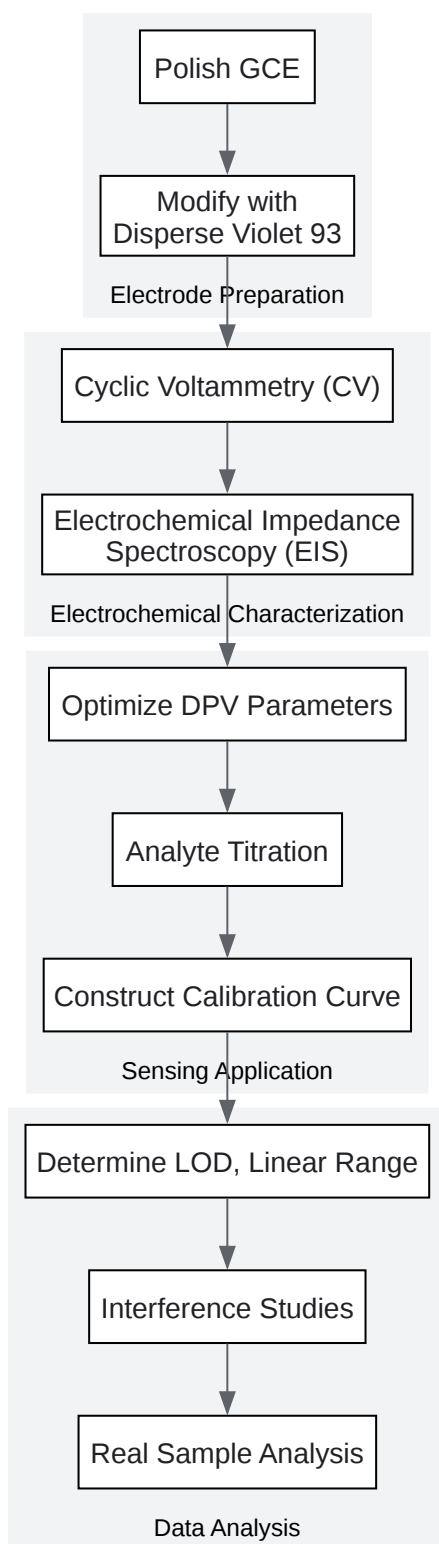 Polish GCE
Modify with
Disperse Violet 93
Electrode Preparation
Cyclic Voltammetry (CV)
Electrochemical Impedance
Spectroscopy (EIS)
Electrochemical Characterization
Optimize DPV Parameters
Analyte Titration
Construct Calibration Curve
Sensing Application
Determine LOD, Linear Range
Interference Studies
Real Sample Analysis
Data Analysis